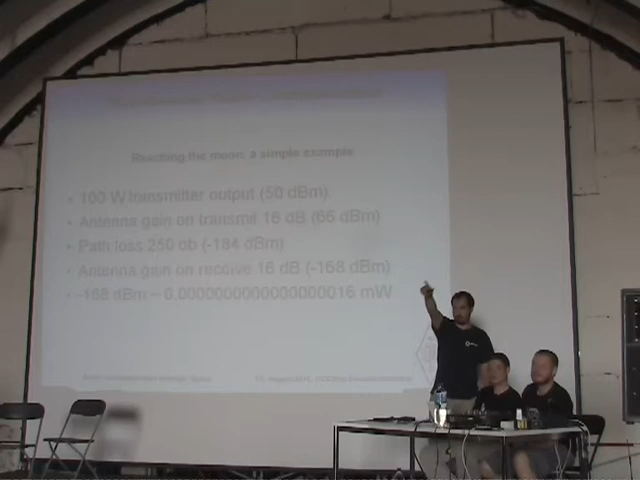 Reaching the moon, a simple example
• 100 W transmitter output (50 dBm)
• Antenna gain on transmit 16 dB (66 dBm)
• Path loss 250 db (-184 dBm)
• Antenna gain on receive 16 dB (-168 dBm)
• -168 dBm ~ 0.0000000000000000016 mW